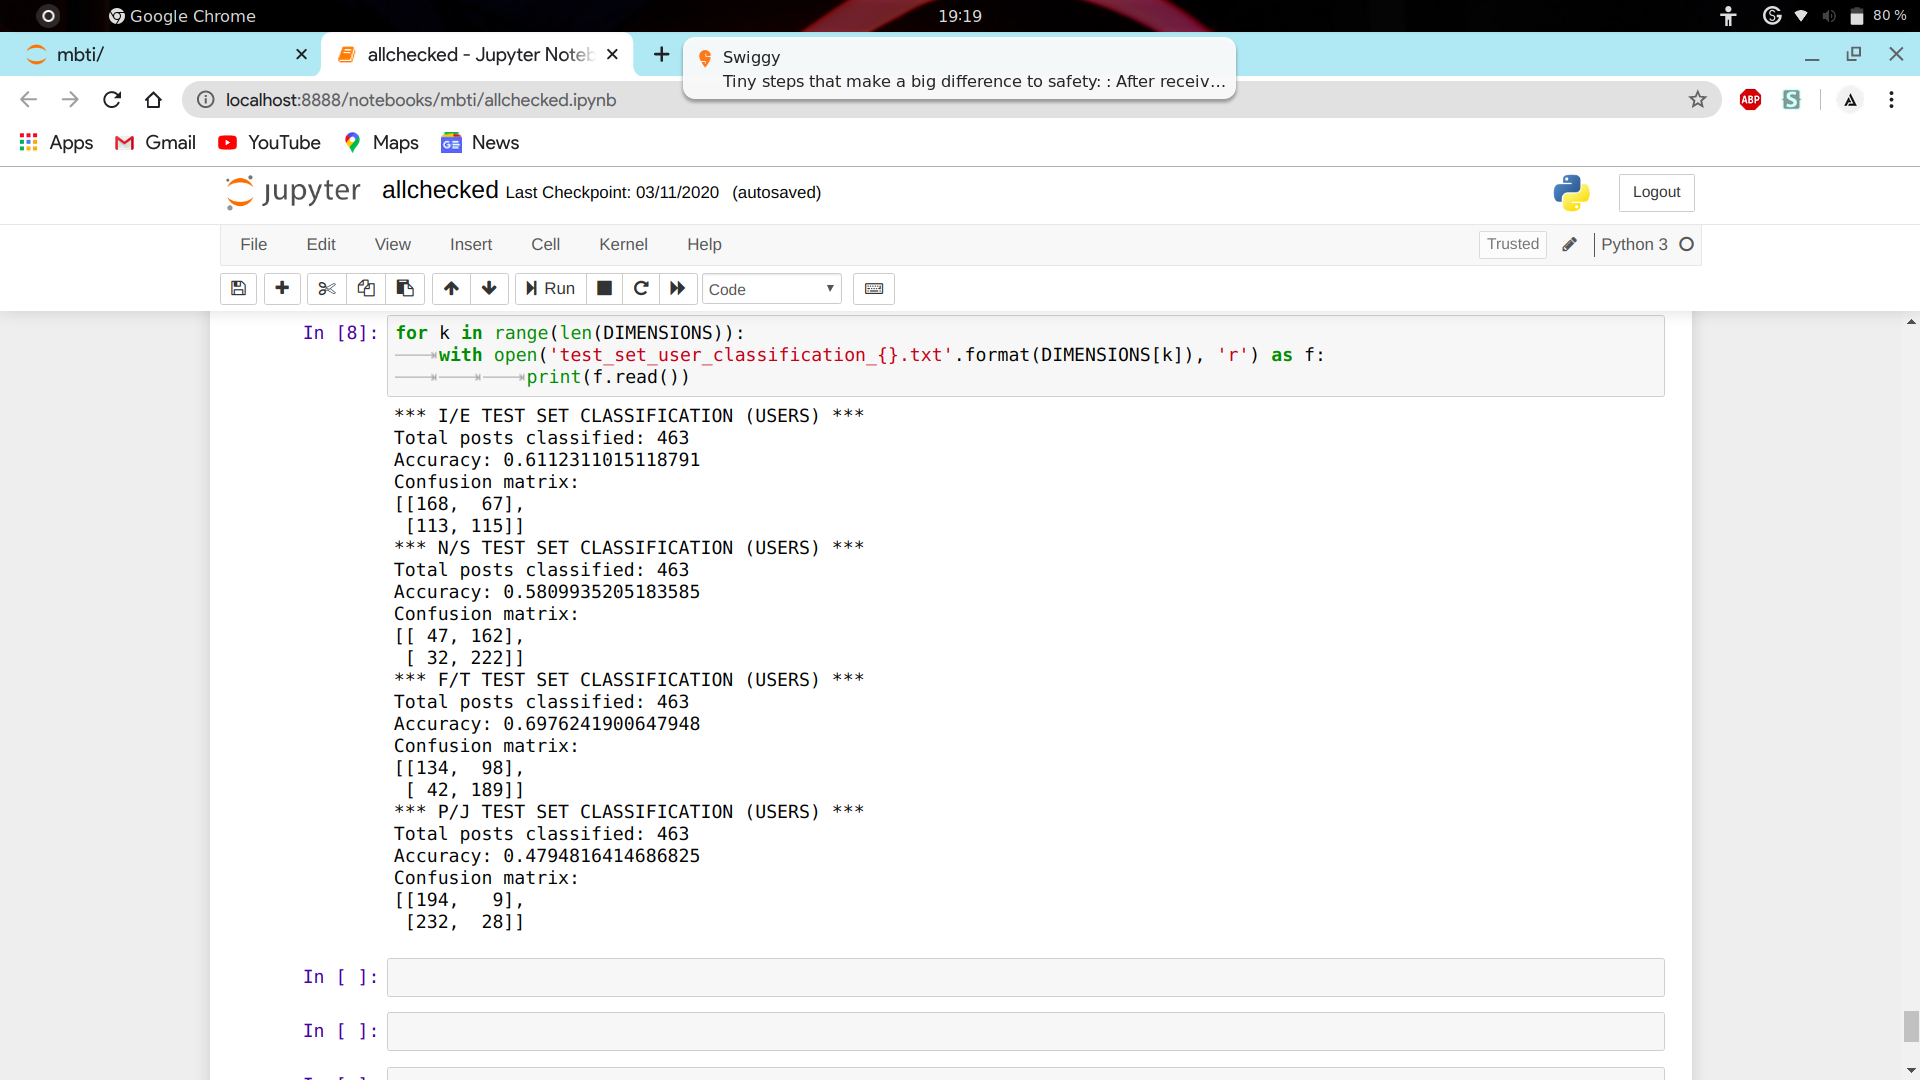 Google Chrome
19:19
80 %
mbti/
allchecked - Jupyter Noteb
Swiggy
Tiny steps that make a big difference to safety: : After receiv...
localhost:8888/notebooks/mbti/allchecked.ipynb
ABP
Apps
Gmail
YouTube
Maps
News
jupyter
allchecked Last Checkpoint: 03/11/2020 (autosaved)
Logout
File
Edit
View
Insert
Cell
Kernel
Help
Trusted
Python 3
Run
Code
In [8]:
for k in range(len(DIMENSIONS)):
with open('test_set_user_classification_{}.txt'.format(DIMENSIONS[k]), 'r') as f:
print(f.read())
*** I/E TEST SET CLASSIFICATION (USERS) ***
Total posts classified: 463
Accuracy: 0.6112311015118791
Confusion matrix:
[[168,  67],
 [113, 115]]
*** N/S TEST SET CLASSIFICATION (USERS) ***
Total posts classified: 463
Accuracy: 0.5809935205183585
Confusion matrix:
[[ 47, 162],
 [ 32, 222]]
*** F/T TEST SET CLASSIFICATION (USERS) ***
Total posts classified: 463
Accuracy: 0.6976241900647948
Confusion matrix:
[[134,  98],
 [ 42, 189]]
*** P/J TEST SET CLASSIFICATION (USERS) ***
Total posts classified: 463
Accuracy: 0.4794816414686825
Confusion matrix:
[[194,   9],
 [232,  28]]
In [ ]:
In [ ]: